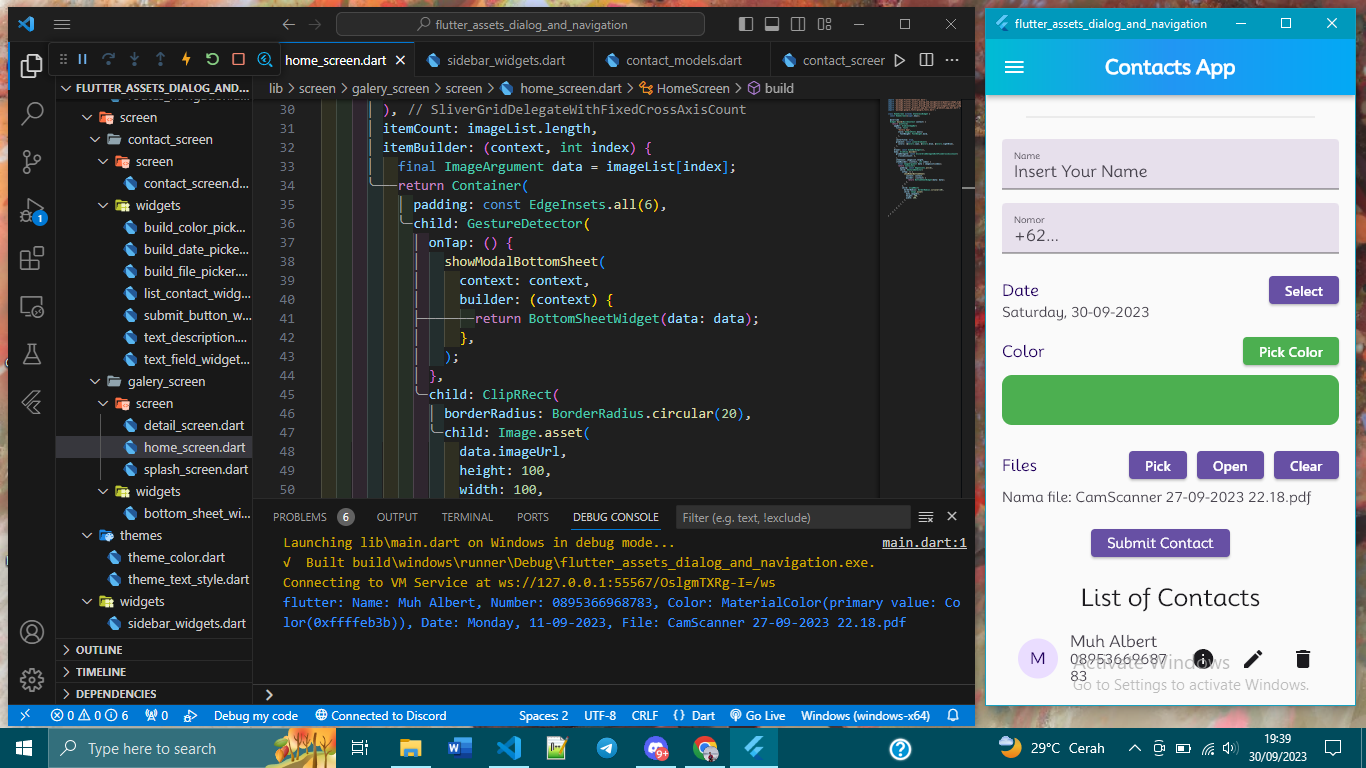 flutter_assets_dialog_and_navigation
home_screen.dart
sidebar_widgets.dart
contact_models.dart
contact_screen
FLUTTER_ASSETS_DIALOG_AND_...
screen
contact_screen
screen
contact_screen.d...
widgets
build_color_pick...
build_date_picke...
build_file_picker....
list_contact_widg...
submit_button_w...
text_description....
text_field_widget...
galery_screen
screen
detail_screen.dart
home_screen.dart
splash_screen.dart
widgets
bottom_sheet_wi...
themes
theme_color.dart
theme_text_style.dart
widgets
sidebar_widgets.dart
OUTLINE
TIMELINE
DEPENDENCIES
1
lib > screen > galery_screen > screen > home_screen.dart > HomeScreen > build
30 ), // SliverGridDelegateWithFixedCrossAxisCount
31 itemCount: imageList.length,
32 itemBuilder: (context, int index) {
33 final ImageArgument data = imageList[index];
34 return Container(
35 padding: const EdgeInsets.all(6),
36 child: GestureDetector(
37 onTap: () {
38 showModalBottomSheet(
39 context: context,
40 builder: (context) {
41 return BottomSheetWidget(data: data);
42 },
43 );
44 },
45 child: ClipRRect(
46 borderRadius: BorderRadius.circular(20),
47 child: Image.asset(
48 data.imageUrl,
49 height: 100,
50 width: 100,
PROBLEMS 6 OUTPUT TERMINAL PORTS DEBUG CONSOLE Filter (e.g. text, !exclude)
Launching lib\main.dart on Windows in debug mode... main.dart:1
√ Built build\windows\runner\Debug\flutter_assets_dialog_and_navigation.exe.
Connecting to VM Service at ws://127.0.0.1:55567/OslgmTXRg-I=/ws
flutter: Name: Muh Albert, Number: 0895366968783, Color: MaterialColor(primary value: Co
lor(0xffffeb3b)), Date: Monday, 11-09-2023, File: CamScanner 27-09-2023 22.18.pdf
0 0 6 0 Debug my code Connected to Discord Spaces: 2 UTF-8 CRLF {} Dart Go Live Windows (windows-x64)
flutter_assets_dialog_and_navigation
Contacts App
Name
Insert Your Name
Nomor
+62...
Date
Select
Saturday, 30-09-2023
Color
Pick Color
Files
Pick
Open
Clear
Nama file: CamScanner 27-09-2023 22.18.pdf
Submit Contact
List of Contacts
M
Muh Albert
08953669687
83
Activate Windows
Go to Settings to activate Windows.
Type here to search
9+
29°C Cerah
19:39
30/09/2023